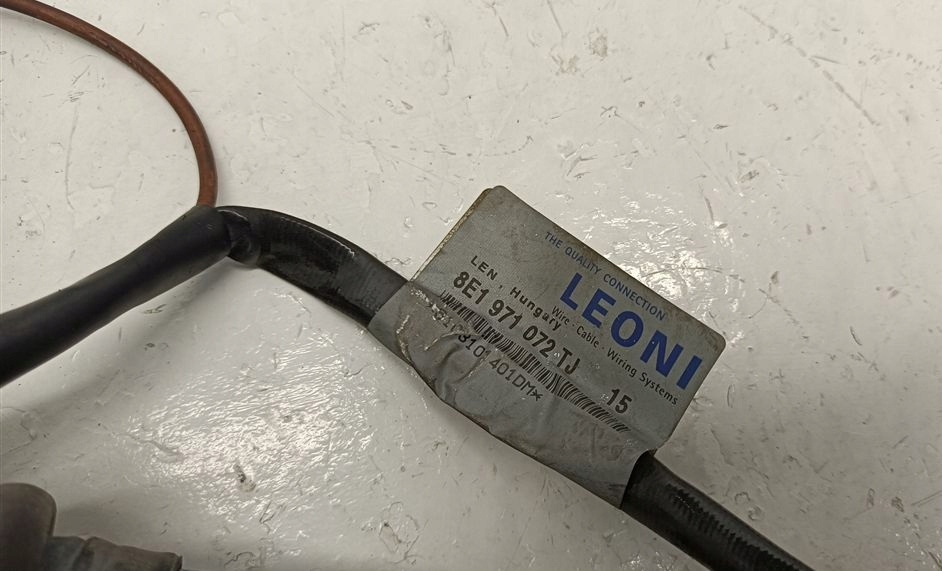 THE QUALITY CONNECTION
LEONI
Wire · Cable · Wiring Systems
LEN , Hungary
8E1 971 072 TJ 15